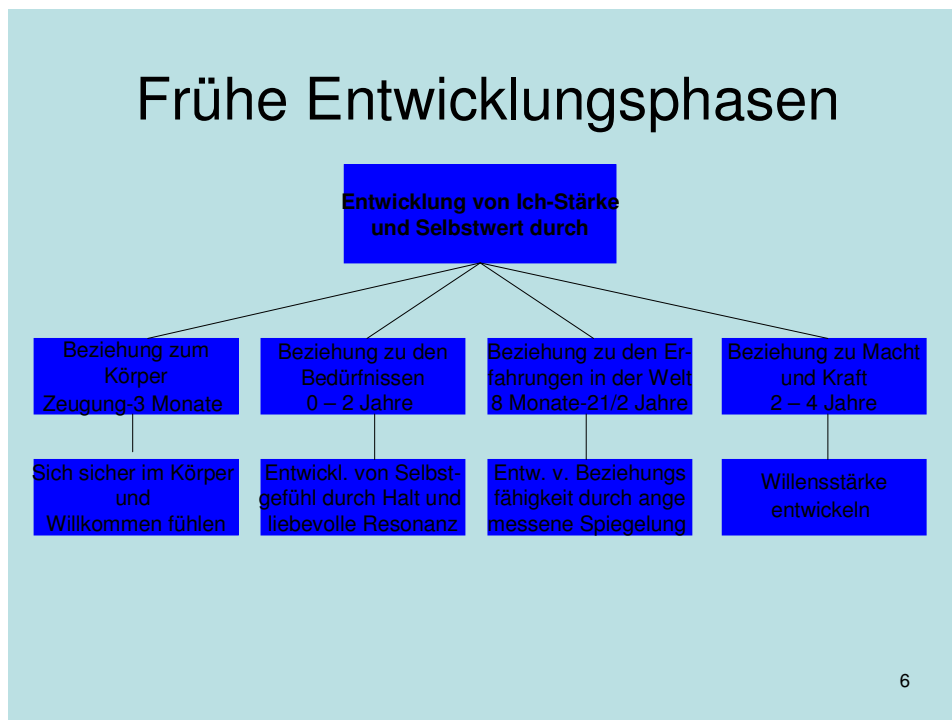 Frühe Entwicklungsphasen
Entwicklung von Ich-Stärke
und Selbstwert durch
Beziehung zum
Körper
Zeugung-3 Monate
Beziehung zu den
Bedürfnissen
0 – 2 Jahre
Beziehung zu den Er-
fahrungen in der Welt
8 Monate-21/2 Jahre
Beziehung zu Macht
und Kraft
2 – 4 Jahre
Sich sicher im Körper
und
Willkommen fühlen
Entwickl. von Selbst-
gefühl durch Halt und
liebevolle Resonanz
Entw. v. Beziehungs
fähigkeit durch ange
messene Spiegelung
Willensstärke
entwickeln
6